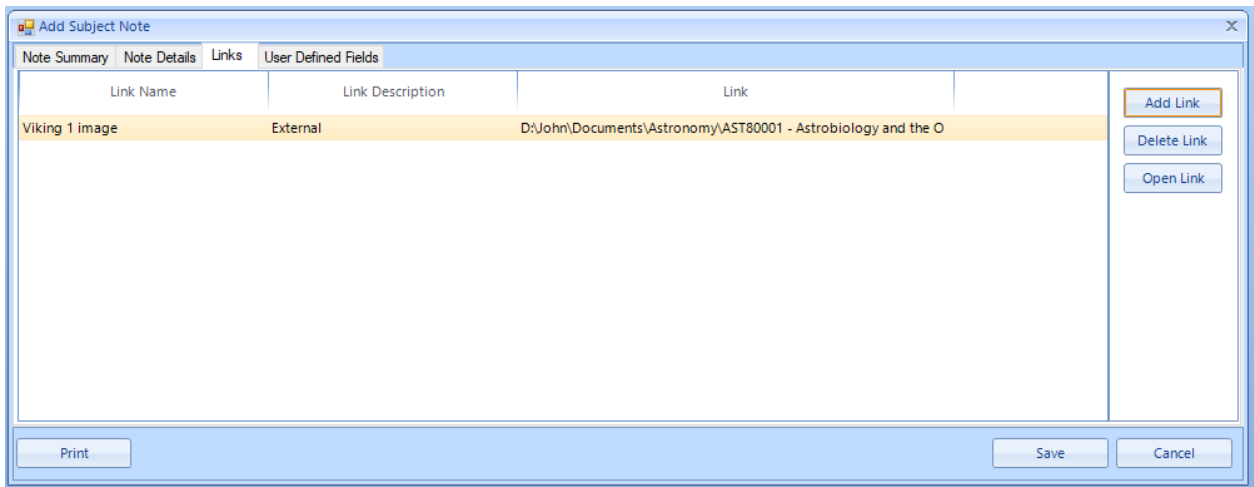 Add Subject Note X
Note Summary Note Details Links User Defined Fields
Link Name Link Description Link
Add Link
Viking 1 image External D:\John\Documents\Astronomy\AST80001 - Astrobiology and the O
Delete Link
Open Link
Print Save Cancel